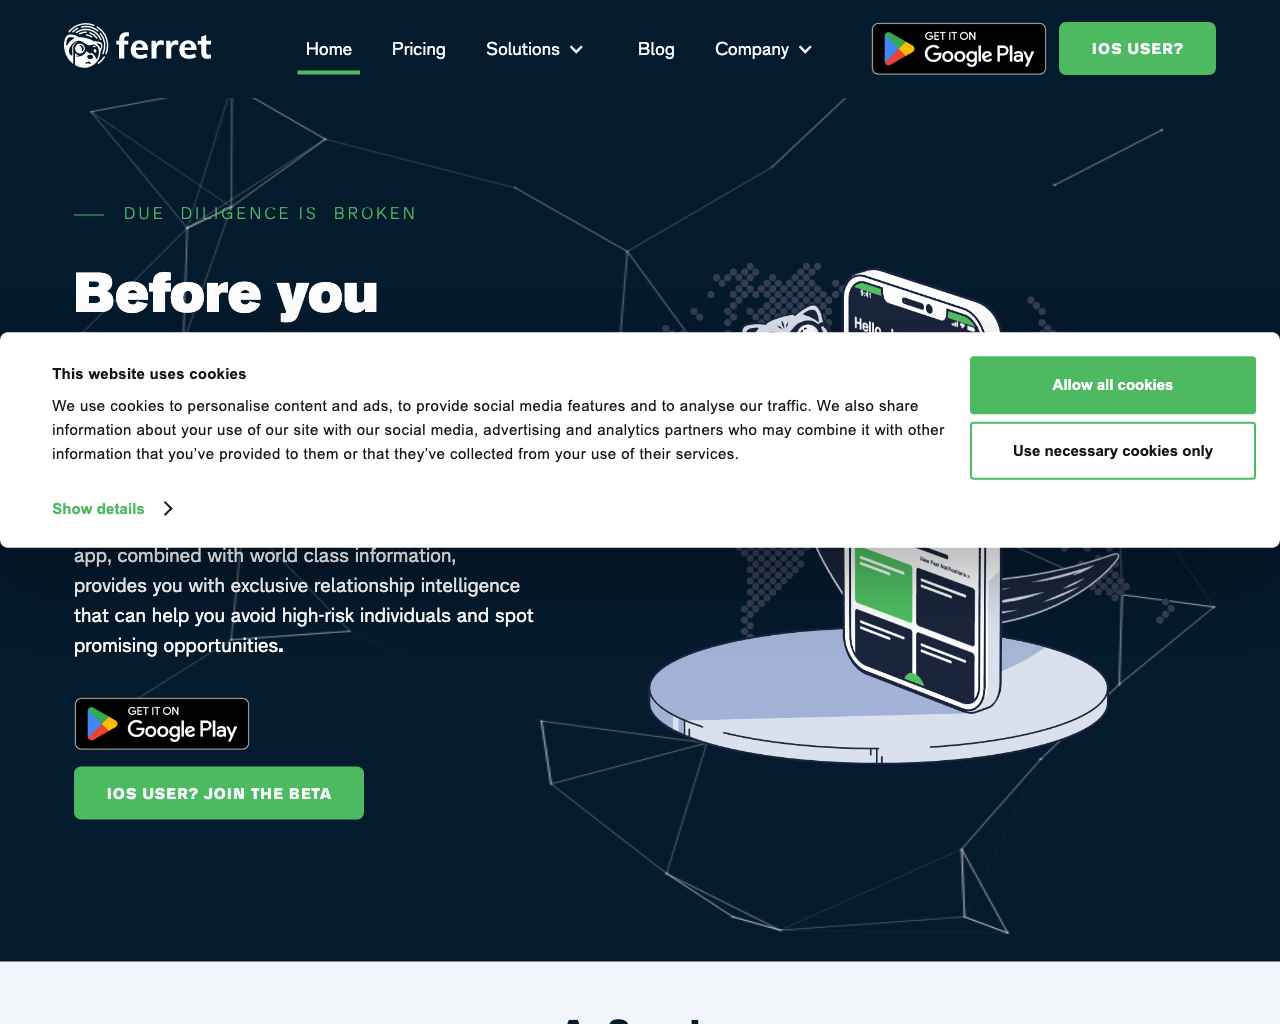 ferret
Home
Pricing
Solutions
Blog
Company
GET IT ON
Google Play
IOS USER?
DUE DILIGENCE IS BROKEN
Before you
9:41
This website uses cookies
We use cookies to personalise content and ads, to provide social media features and to analyse our traffic. We also share
information about your use of our site with our social media, advertising and analytics partners who may combine it with other
information that you've provided to them or that they've collected from your use of their services.
Show details
Allow all cookies
Use necessary cookies only
app, combined with world class information,
provides you with exclusive relationship intelligence
that can help you avoid high-risk individuals and spot
promising opportunities.
View Past Notifications >
GET IT ON
Google Play
IOS USER? JOIN THE BETA